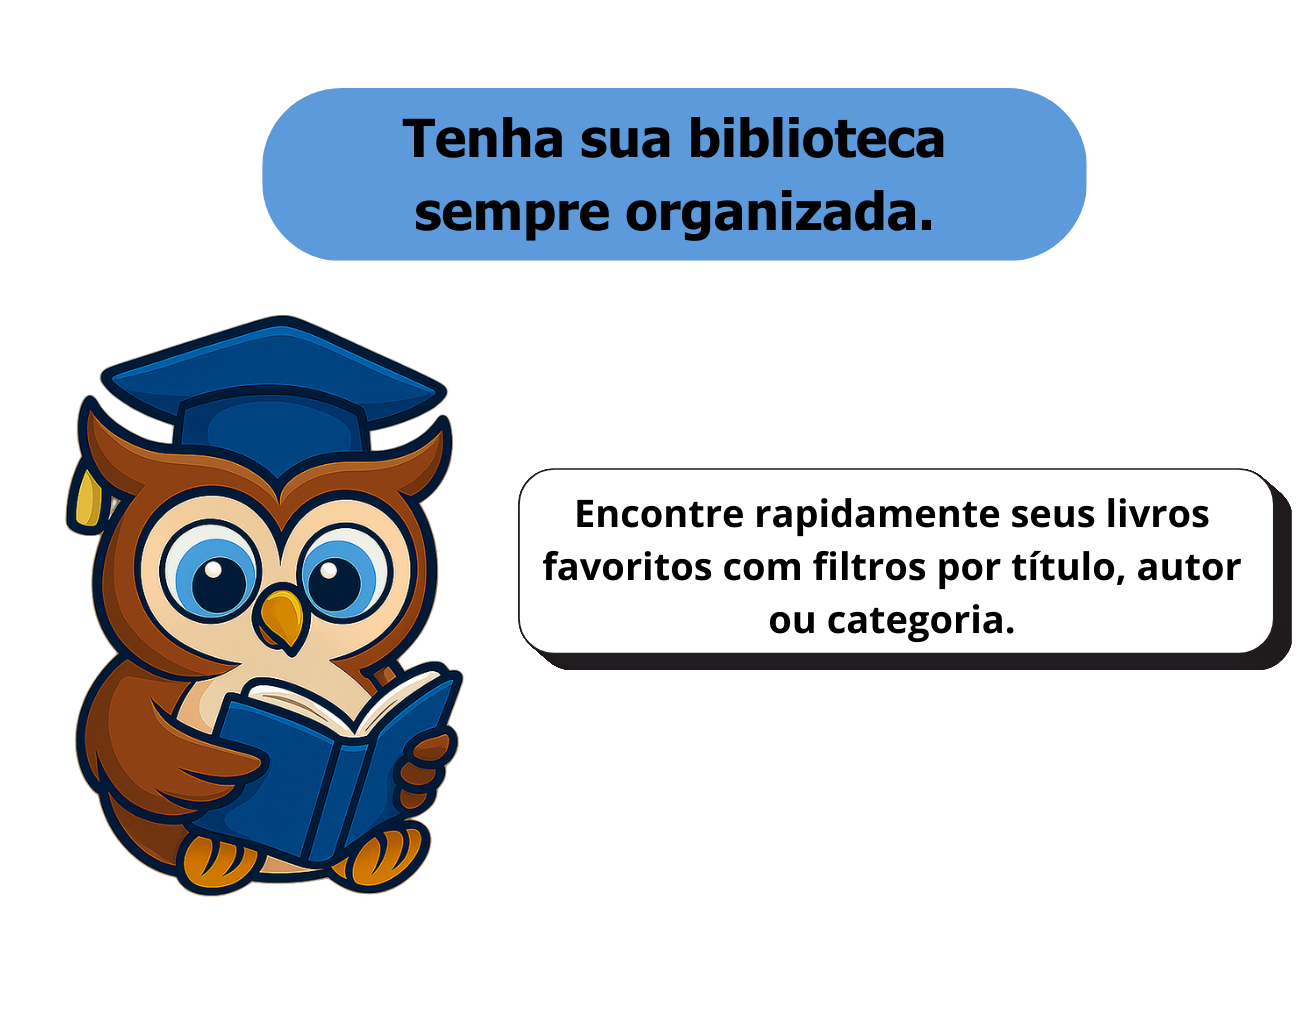 Tenha sua biblioteca
sempre organizada.
Encontre rapidamente seus livros
favoritos com filtros por título, autor
ou categoria.